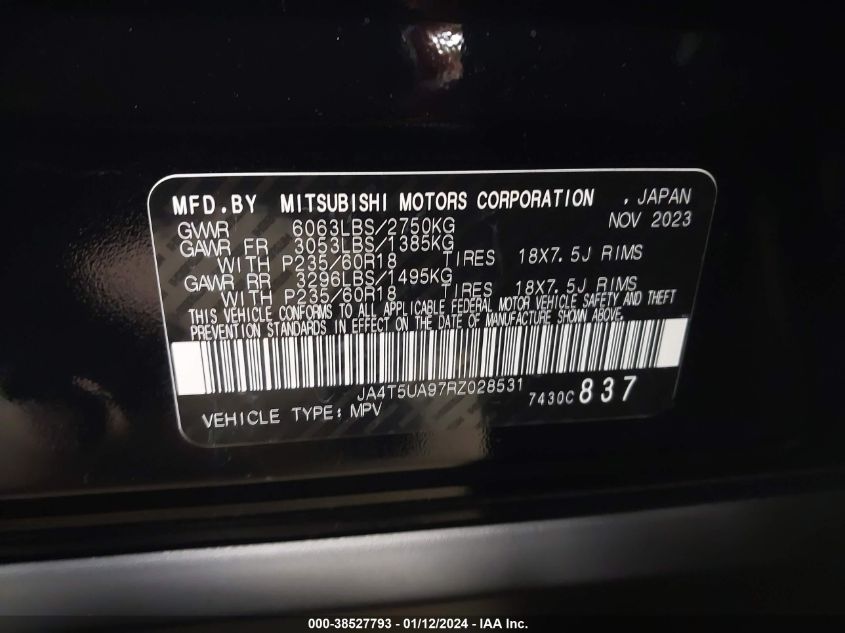 MFD.BY MITSUBISHI MOTORS CORPORATION , JAPAN
GVWR 6063LBS/2750KG NOV 2023
GAWR FR 3053LBS/1385KG
WITH P235/60R18 TIRES 18X7.5J RIMS
GAWR RR 3296LBS/1495KG
WITH P235/60R18 TIRES 18X7.5J RIMS
THIS VEHICLE CONFORMS TO ALL APPLICABLE FEDERAL MOTOR VEHICLE SAFETY AND THEFT
PREVENTION STANDARDS IN EFFECT ON THE DATE OF MANUFACTURE SHOWN ABOVE.
JA4T5UA97RZ028531 7430C 837
VEHICLE TYPE: MPV
000-38527793 - 01/12/2024 - IAA Inc.